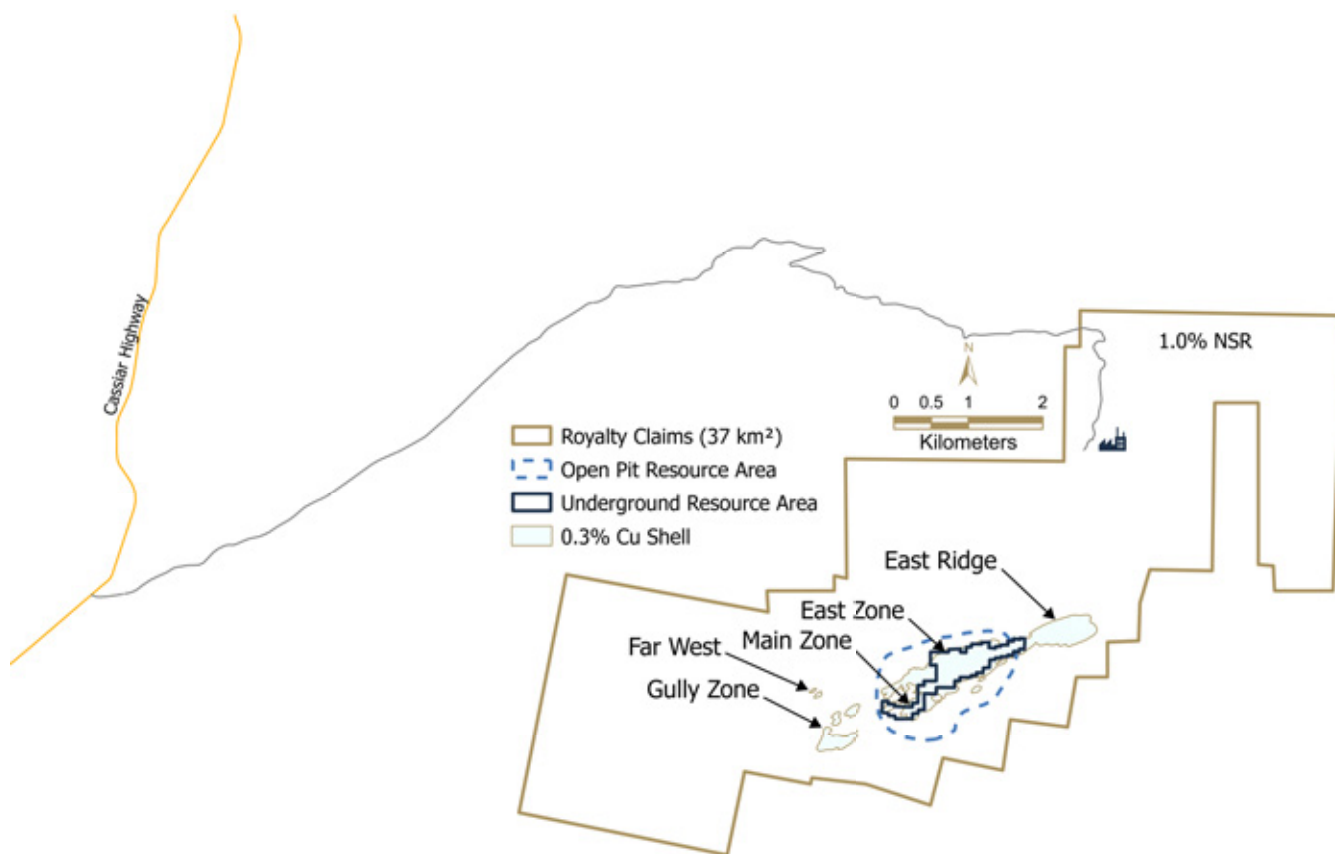 Cassiar Highway
1.0% NSR
N
0 0.5 1 2
Kilometers
Royalty Claims (37 km²)
Open Pit Resource Area
Underground Resource Area
0.3% Cu Shell
East Ridge
East Zone
Main Zone
Far West
Gully Zone